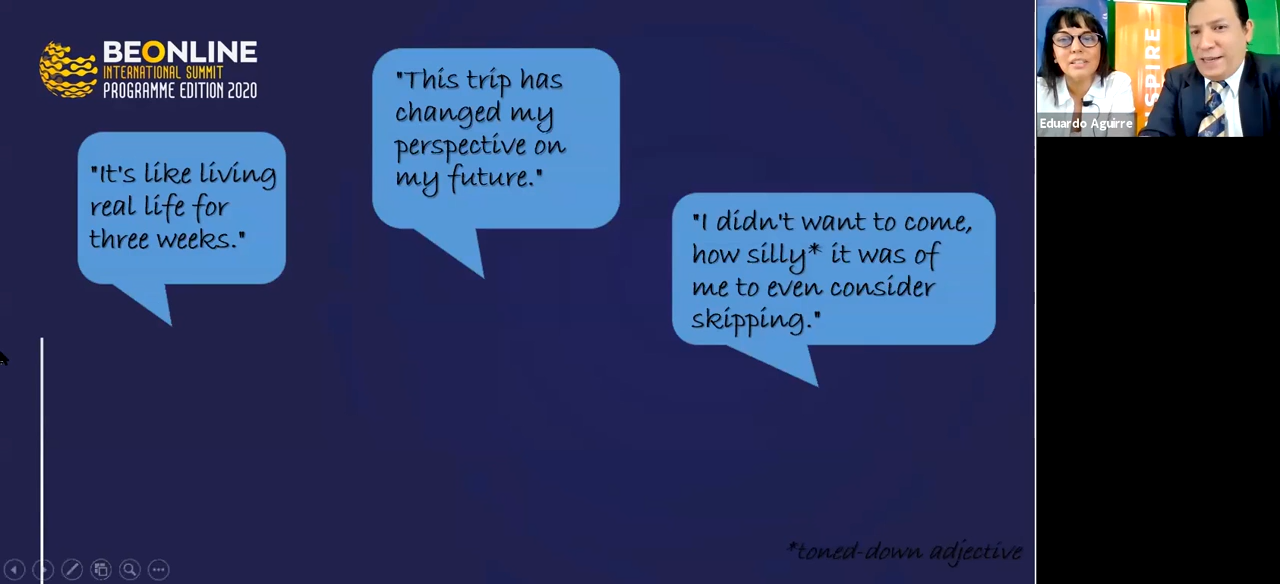 BEONLINE
INTERNATIONAL SUMMIT
PROGRAMME EDITION 2020
"It's like living
real life for
three weeks."
"This trip has
changed my
perspective on
my future."
"I didn't want to come,
how silly* it was of
me to even consider
skipping."
*toned-down adjective
SPIRE
Eduardo Aguirre